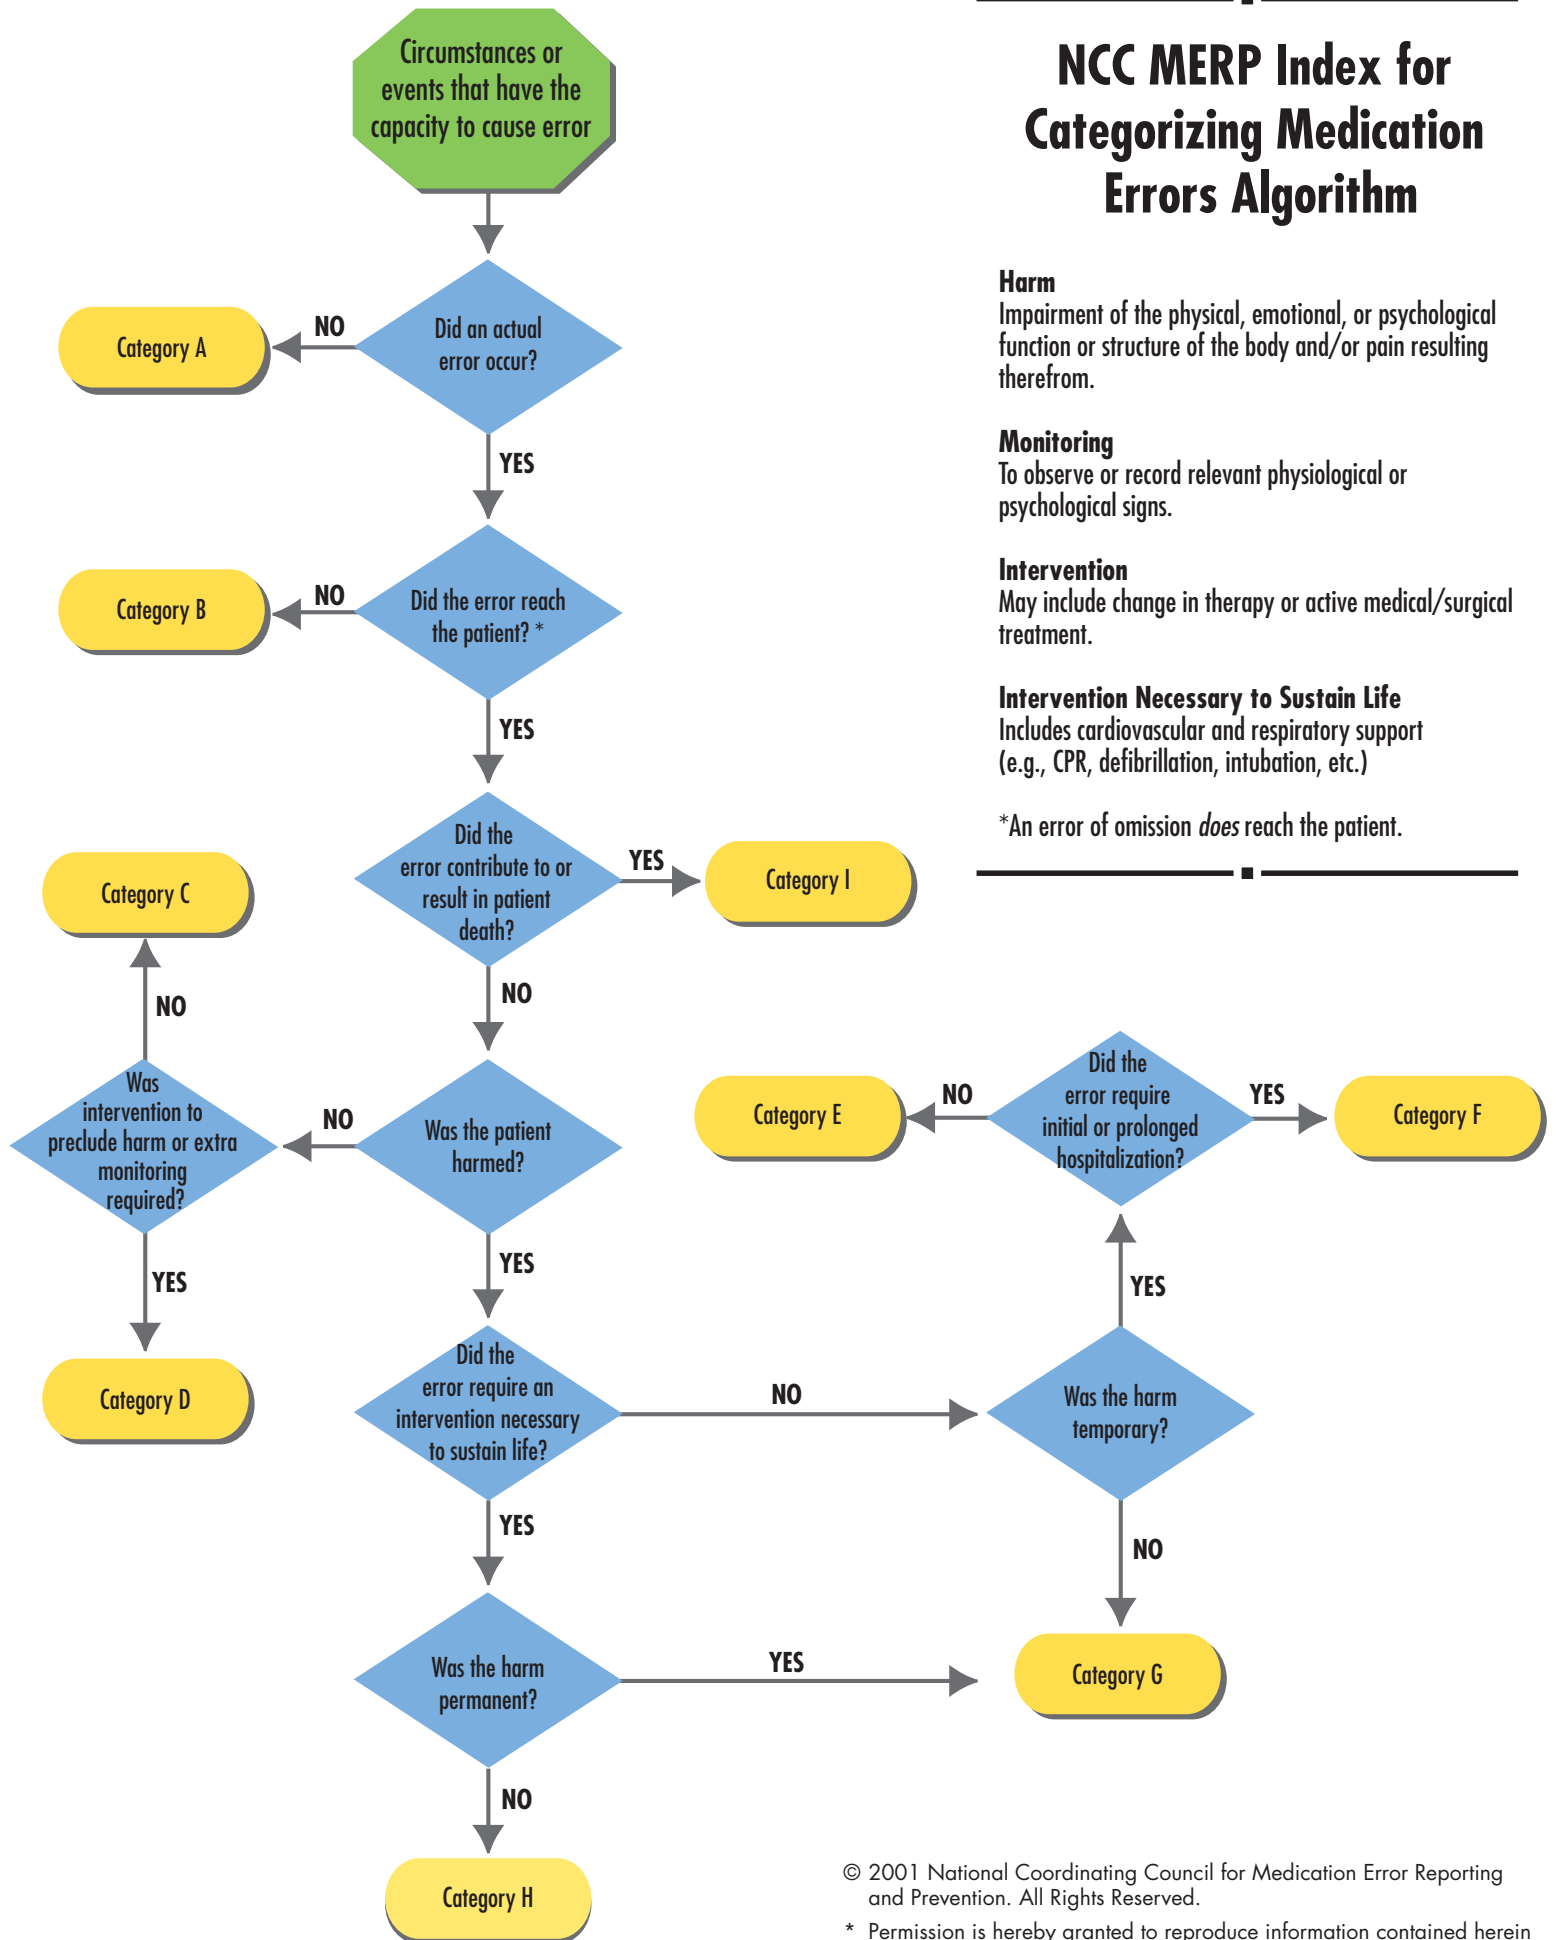 NCC MERP Index for
Categorizing Medication
Errors Algorithm
Harm
Impairment of the physical, emotional, or psychological
function or structure of the body and/or pain resulting
therefrom.
Monitoring
To observe or record relevant physiological or
psychological signs.
Intervention
May include change in therapy or active medical/surgical
treatment.
Intervention Necessary to Sustain Life
Includes cardiovascular and respiratory support
(e.g., CPR, defibrillation, intubation, etc.)
*An error of omission does reach the patient.
Circumstances or
events that have the
capacity to cause error
Did an actual
error occur?
NO
Category A
YES
Did the error reach
the patient? *
NO
Category B
YES
Did the
error contribute to or
result in patient
death?
YES
Category I
NO
Was the patient
harmed?
NO
Was
intervention to
preclude harm or extra
monitoring
required?
NO
Category C
YES
Category D
YES
Did the
error require an
intervention necessary
to sustain life?
NO
Was the harm
temporary?
YES
Did the
error require
initial or prolonged
hospitalization?
NO
Category E
YES
Category F
NO
Category G
YES
Was the harm
permanent?
YES
NO
Category H
© 2001 National Coordinating Council for Medication Error Reporting
and Prevention. All Rights Reserved.
* Permission is hereby granted to reproduce information contained herein